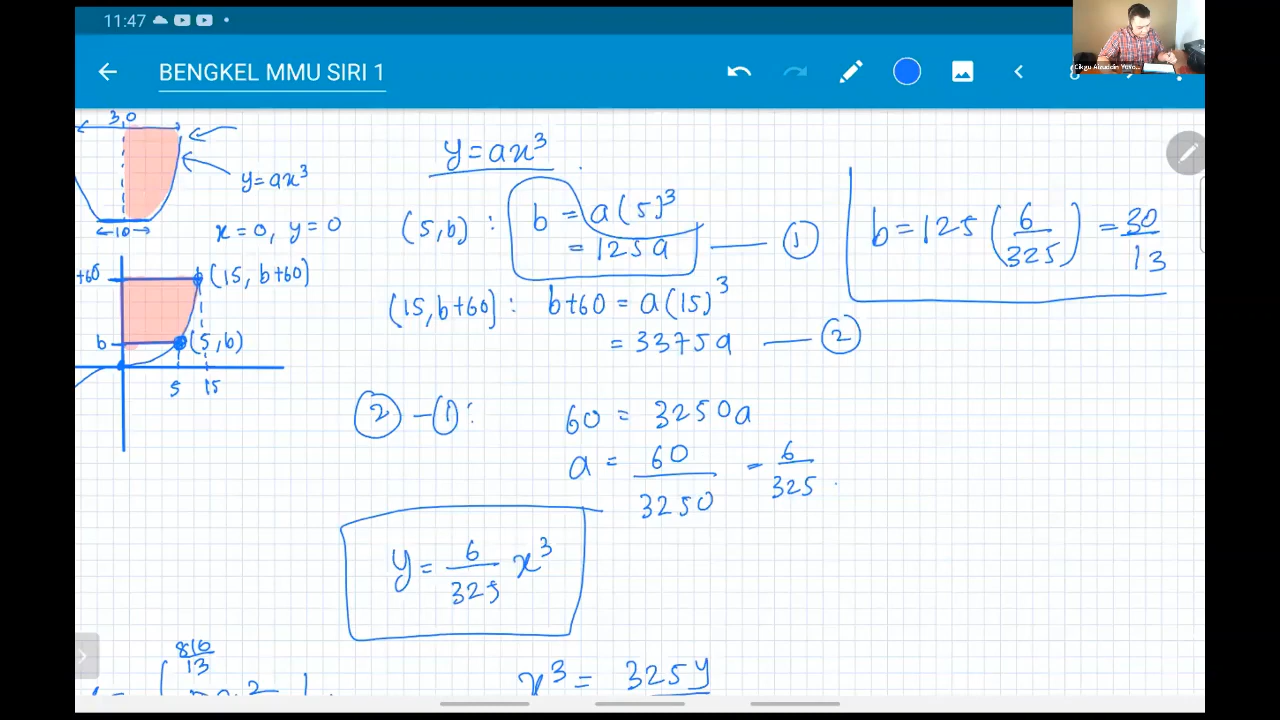 11:47
BENGKEL MMU SIRI 1
30
y=ax³
10
x=0, y=0
+60
(15, b+60)
b
(5,b)
5 15
y=ax³
(5,b) : b = a(5)³
= 125a ——— ①
(15, b+60) : b+60 = a(15)³
= 3375a —— ②
② - ① : 60 = 3250a
a = 60/3250 = 6/325
y = 6/325 x³
b = 125 (6/325) = 30/13
816/13
x³ = 325y